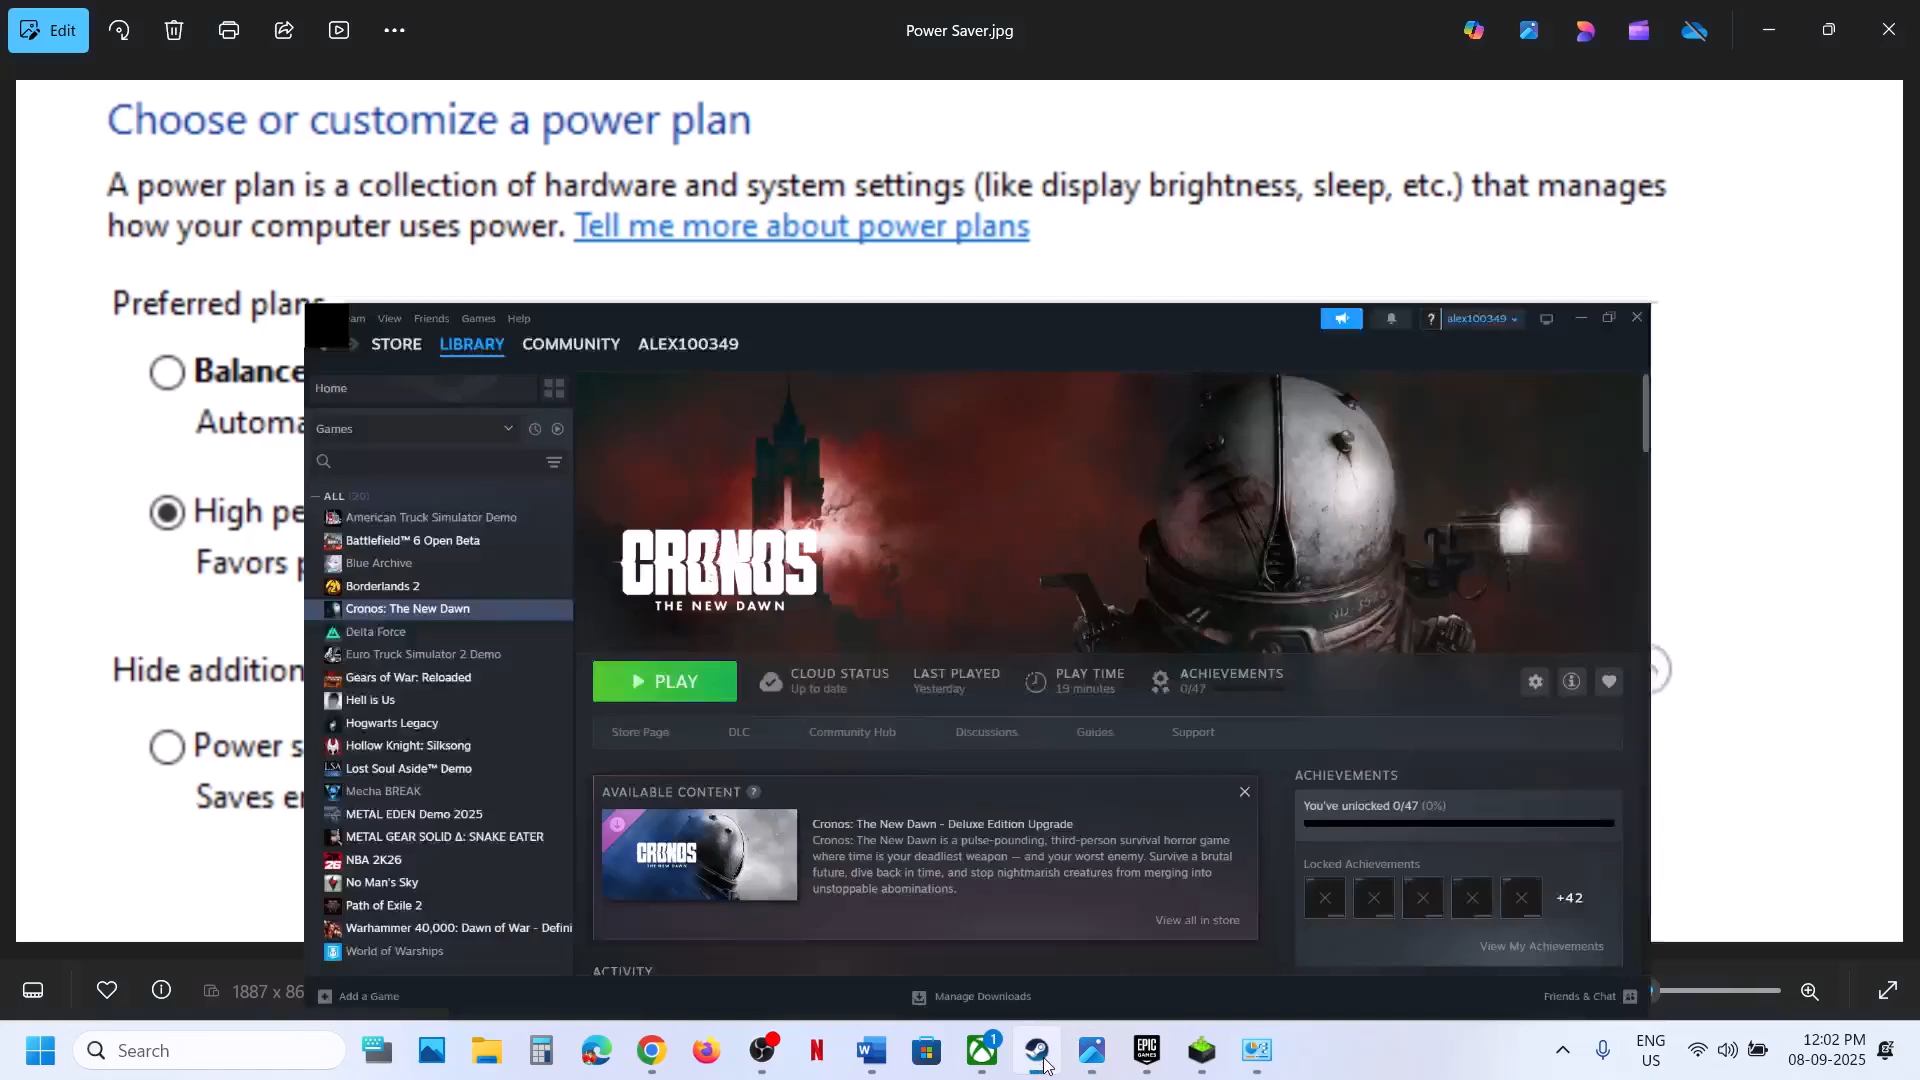 Edit
Power Saver.jpg
Choose or customize a power plan
A power plan is a collection of hardware and system settings (like display brightness, sleep, etc.) that manages
how your computer uses power. Tell me more about power plans
Preferred plans
Balance
Automa
High pe
Favors p
Hide addition
Power s
Saves en
View Friends Games Help
alex100349
STORE LIBRARY COMMUNITY ALEX100349
Home
Games
ALL (20)
American Truck Simulator Demo
Battlefield™ 6 Open Beta
Blue Archive
Borderlands 2
Cronos: The New Dawn
Delta Force
Euro Truck Simulator 2 Demo
Gears of War: Reloaded
Hell is Us
Hogwarts Legacy
Hollow Knight: Silksong
Lost Soul Aside™ Demo
Mecha BREAK
METAL EDEN Demo 2025
METAL GEAR SOLID Δ: SNAKE EATER
NBA 2K26
No Man's Sky
Path of Exile 2
Warhammer 40,000: Dawn of War - Defini
World of Warships
CRONOS
THE NEW DAWN
PLAY
CLOUD STATUS
Up to date
LAST PLAYED
Yesterday
PLAY TIME
19 minutes
ACHIEVEMENTS
0/47
Store Page DLC Community Hub Discussions Guides Support
AVAILABLE CONTENT ?
CRONOS
Cronos: The New Dawn - Deluxe Edition Upgrade
Cronos: The New Dawn is a pulse-pounding, third-person survival horror game
where time is your deadliest weapon — and your worst enemy. Survive a brutal
future, dive back in time, and stop nightmarish creatures from merging into
unstoppable abominations.
View all in store
ACHIEVEMENTS
You've unlocked 0/47 (0%)
Locked Achievements
+42
View My Achievements
ACTIVITY
Add a Game
Manage Downloads
Friends & Chat
1887 x 86
Search
1
EPIC GAMES
ENG
US
12:02 PM
08-09-2025